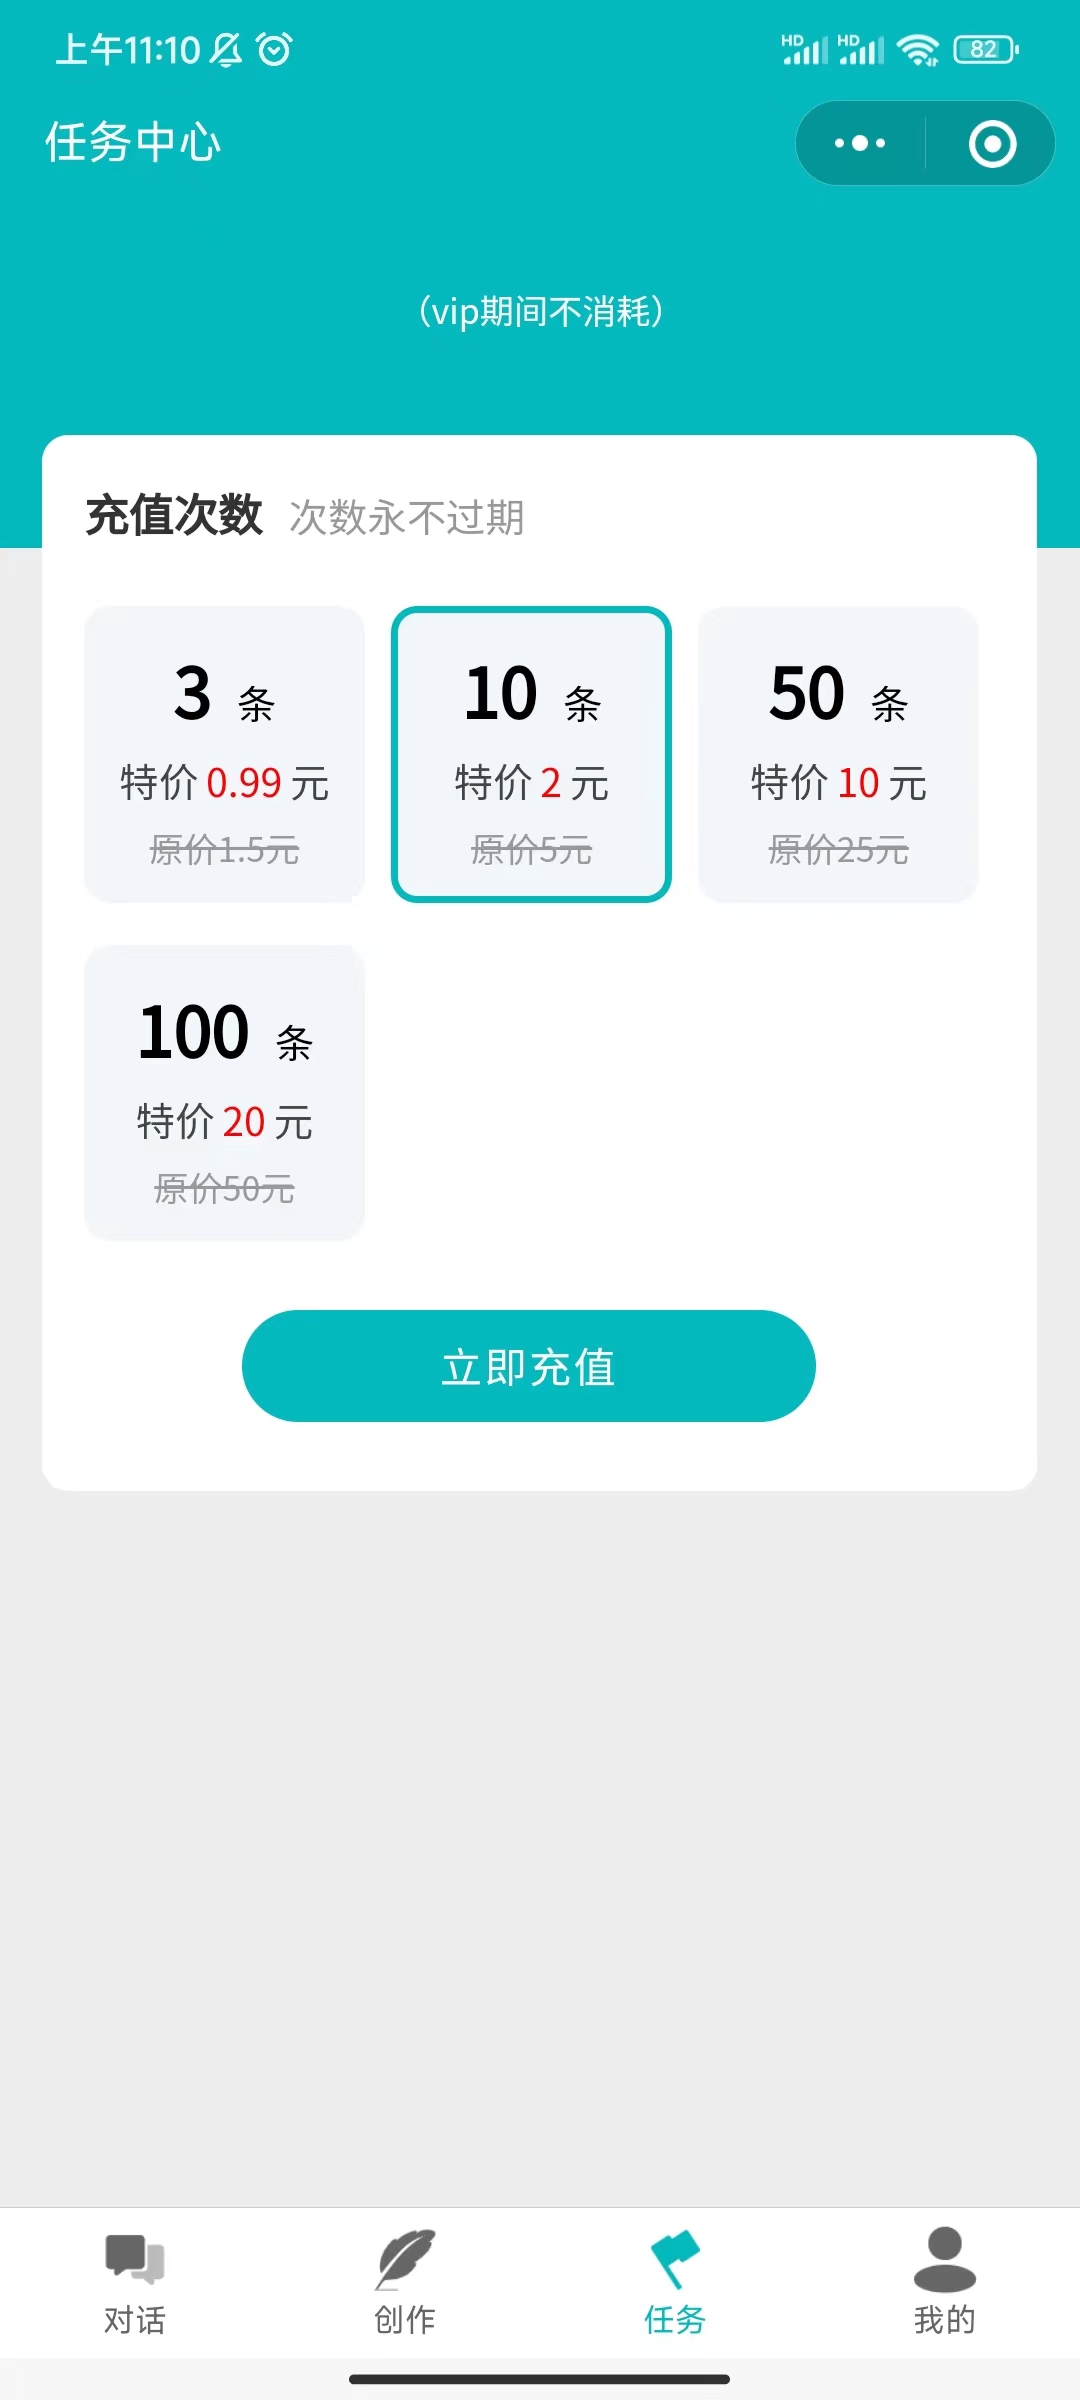 上午11:10 HD HD 82
任务中心
（vip期间不消耗）
充值次数 次数永不过期
3 条
特价 0.99 元
原价1.5元
10 条
特价 2 元
原价5元
50 条
特价 10 元
原价25元
100 条
特价 20 元
原价50元
立即充值
对话 创作 任务 我的